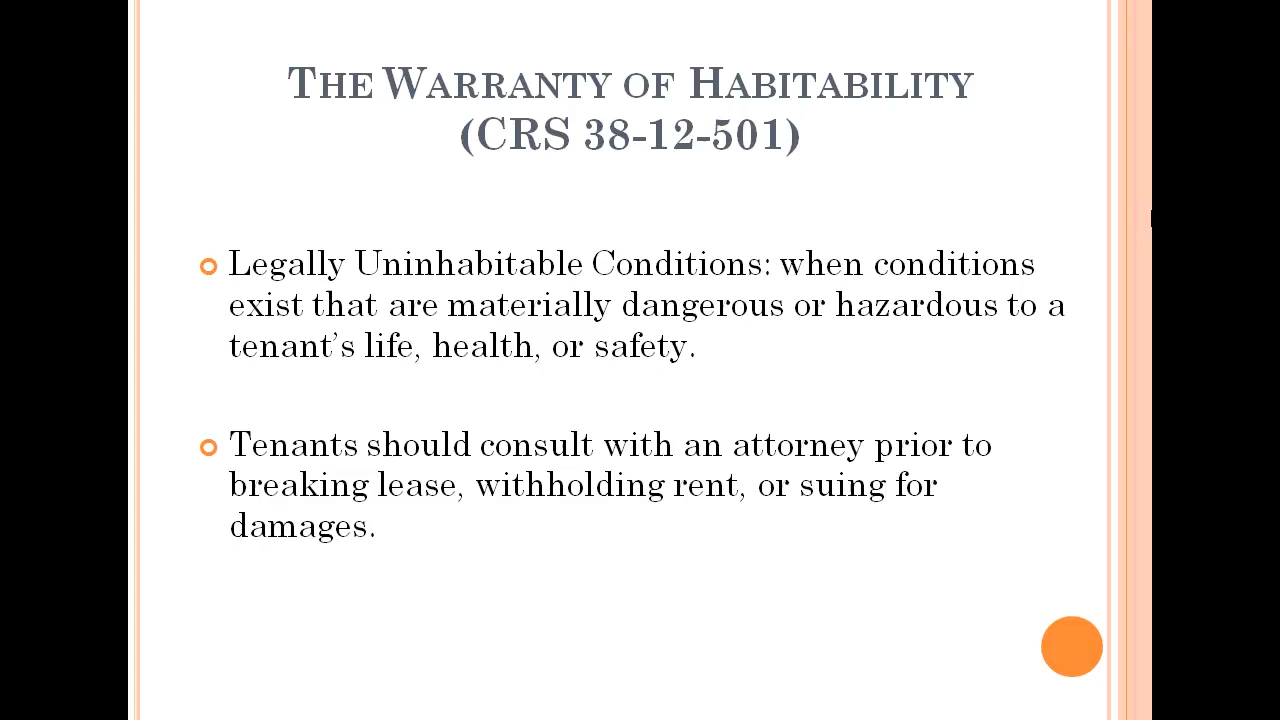 THE WARRANTY OF HABITABILITY
(CRS 38-12-501)
Legally Uninhabitable Conditions: when conditions
exist that are materially dangerous or hazardous to a
tenant's life, health, or safety.
Tenants should consult with an attorney prior to
breaking lease, withholding rent, or suing for
damages.